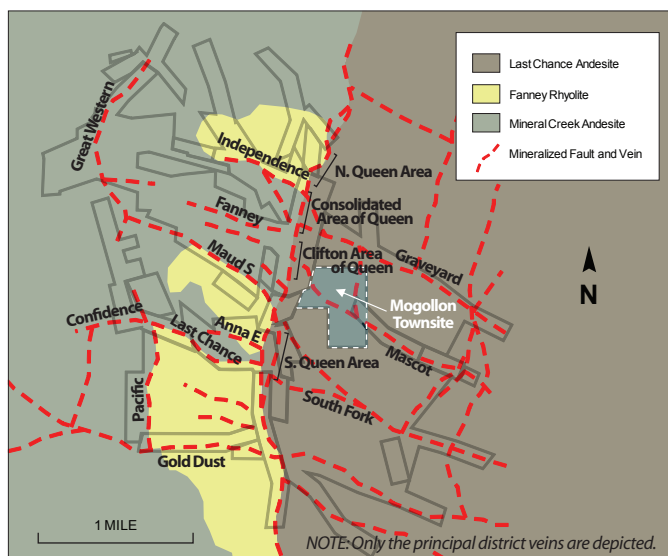 Last Chance Andesite
Fanney Rhyolite
Mineral Creek Andesite
Mineralized Fault and Vein
Great Western
Independence
N. Queen Area
Consolidated
Area of Queen
Fanney
Clifton Area
of Queen
Graveyard
Maud S
Mogollon
Townsite
N
Confidence
Last Chance
Anna E
S. Queen Area
Mascot
Pacific
South Fork
Gold Dust
1 MILE
NOTE: Only the principal district veins are depicted.